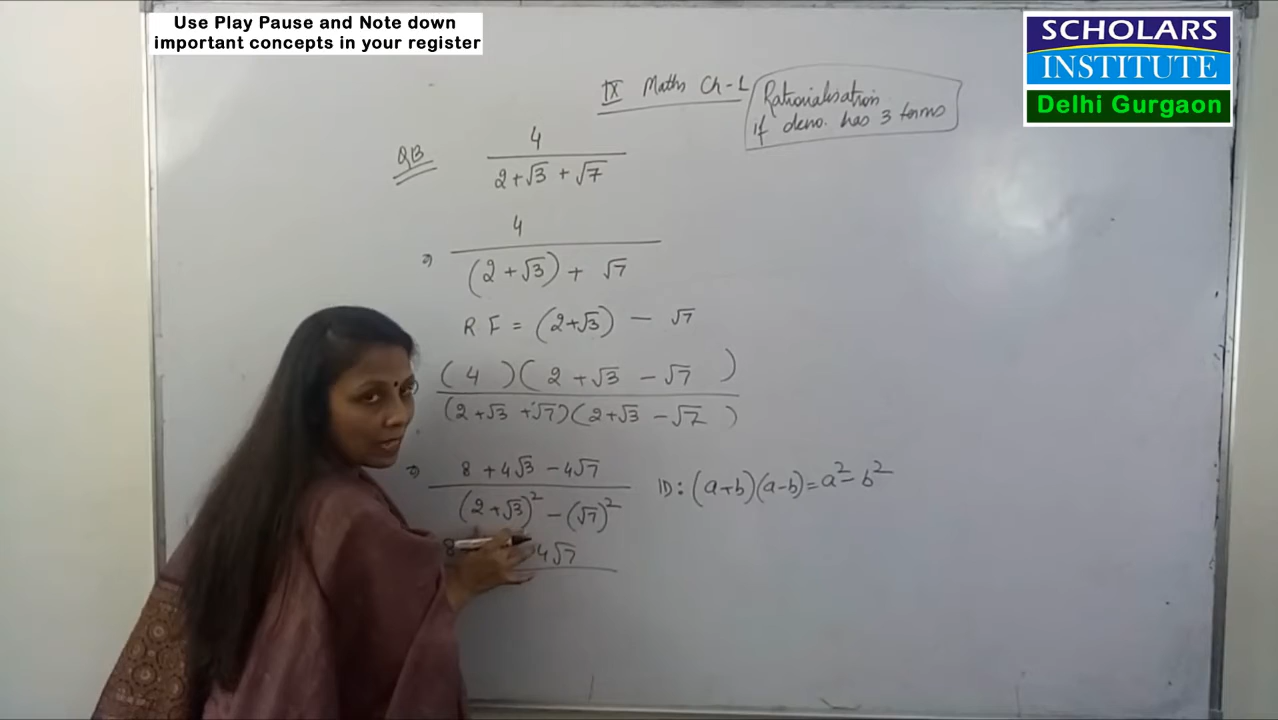 Use Play Pause and Note down
important concepts in your register
SCHOLARS
INSTITUTE
Delhi Gurgaon
IX Maths Ch-1
Rationalisation
if deno. has 3 terms
Q13
4
2+√3 +√7
⇒ 4
(2+√3) + √7
R F = (2+√3) — √7
(4)(2 +√3 -√7)
(2+√3 +√7)(2+√3 -√7)
⇒ 8 +4√3 -4√7
(2+√3)² -(√7)²
ID: (a+b)(a-b)=a²-b²
8 4√7